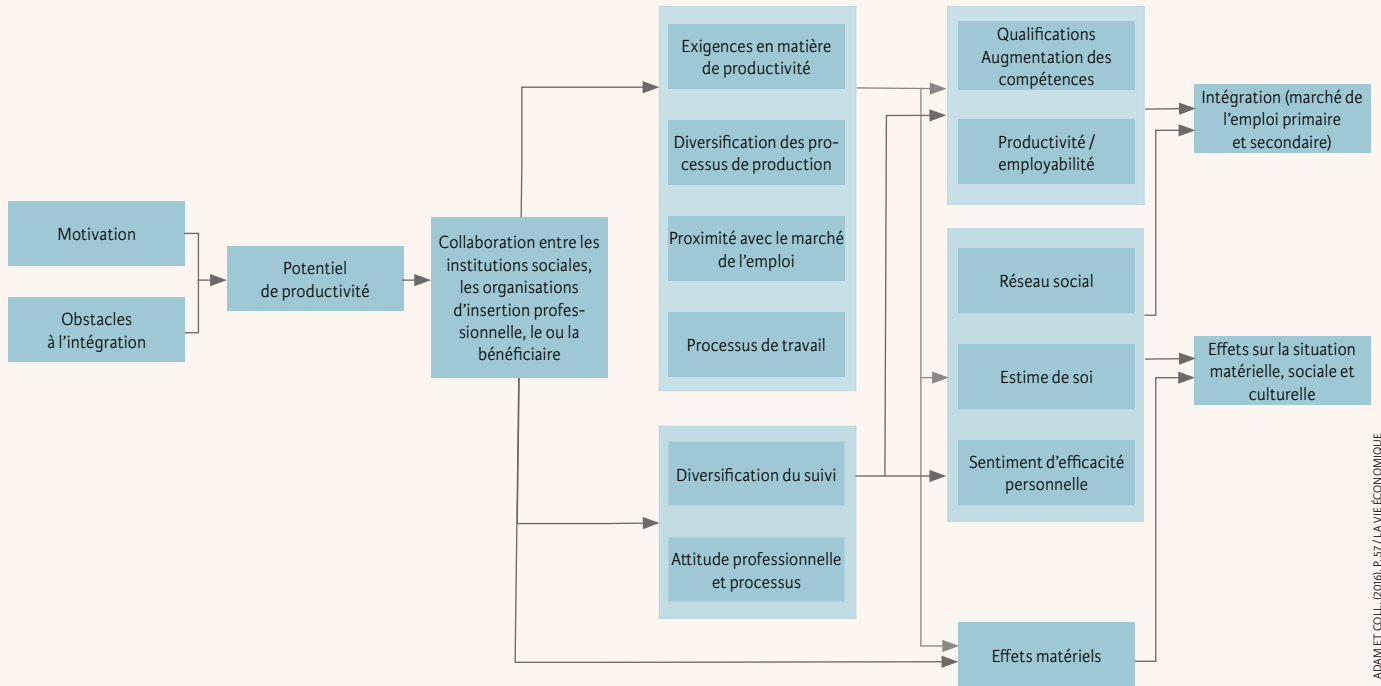 Motivation
Obstacles
à l’intégration
Potentiel
de productivité
Collaboration entre les
institutions sociales,
les organisations
d’insertion profes-
sionnelle, le ou la
bénéficiaire
Exigences en matière
de productivité
Diversification des pro-
cessus de production
Proximité avec le marché
de l’emploi
Processus de travail
Diversification du suivi
Attitude professionnelle
et processus
Qualifications
Augmentation des
compétences
Productivité /
employabilité
Réseau social
Estime de soi
Sentiment d’efficacité
personnelle
Effets matériels
Intégration (marché de
l’emploi primaire
et secondaire)
Effets sur la situation
matérielle, sociale et
culturelle
ADAM ET COLL. (2016), P. 57 / LA VIE ÉCONOMIQUE